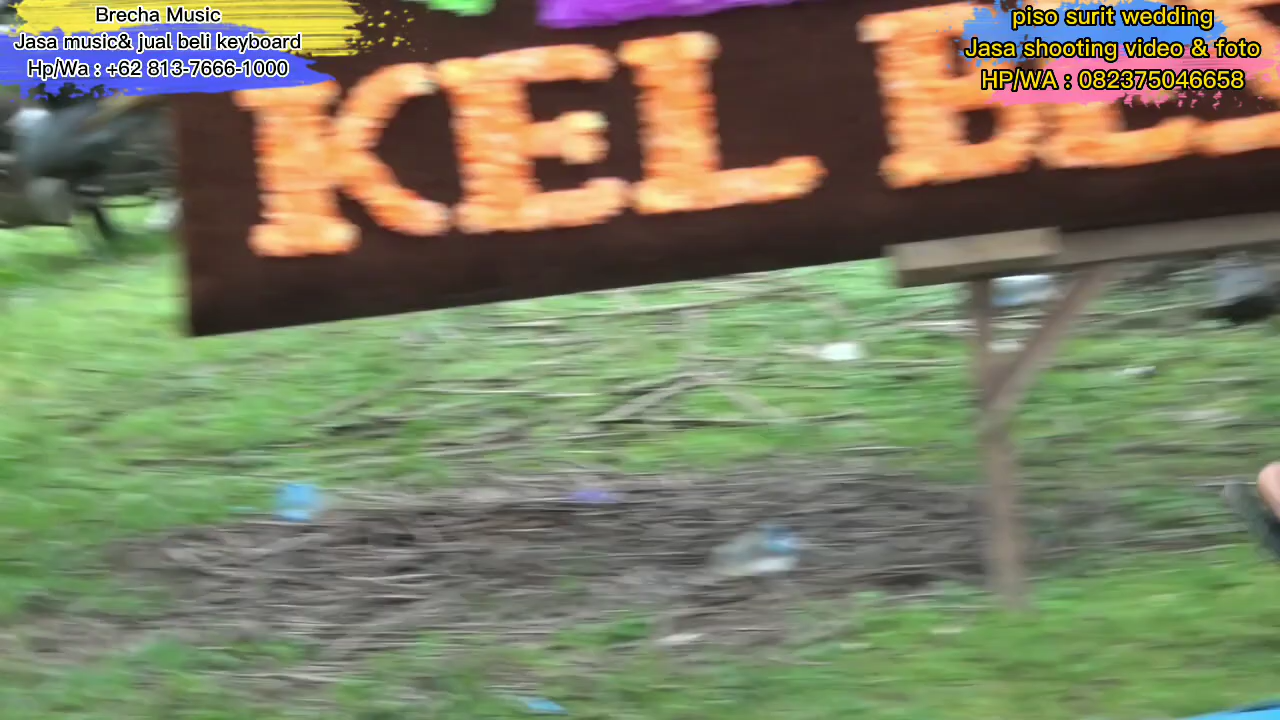 Brecha Music
Jasa music& jual beli keyboard
Hp/Wa : +62 813-7666-1000
piso surit wedding
Jasa shooting video & foto
HP/WA : 082375046658
KEL